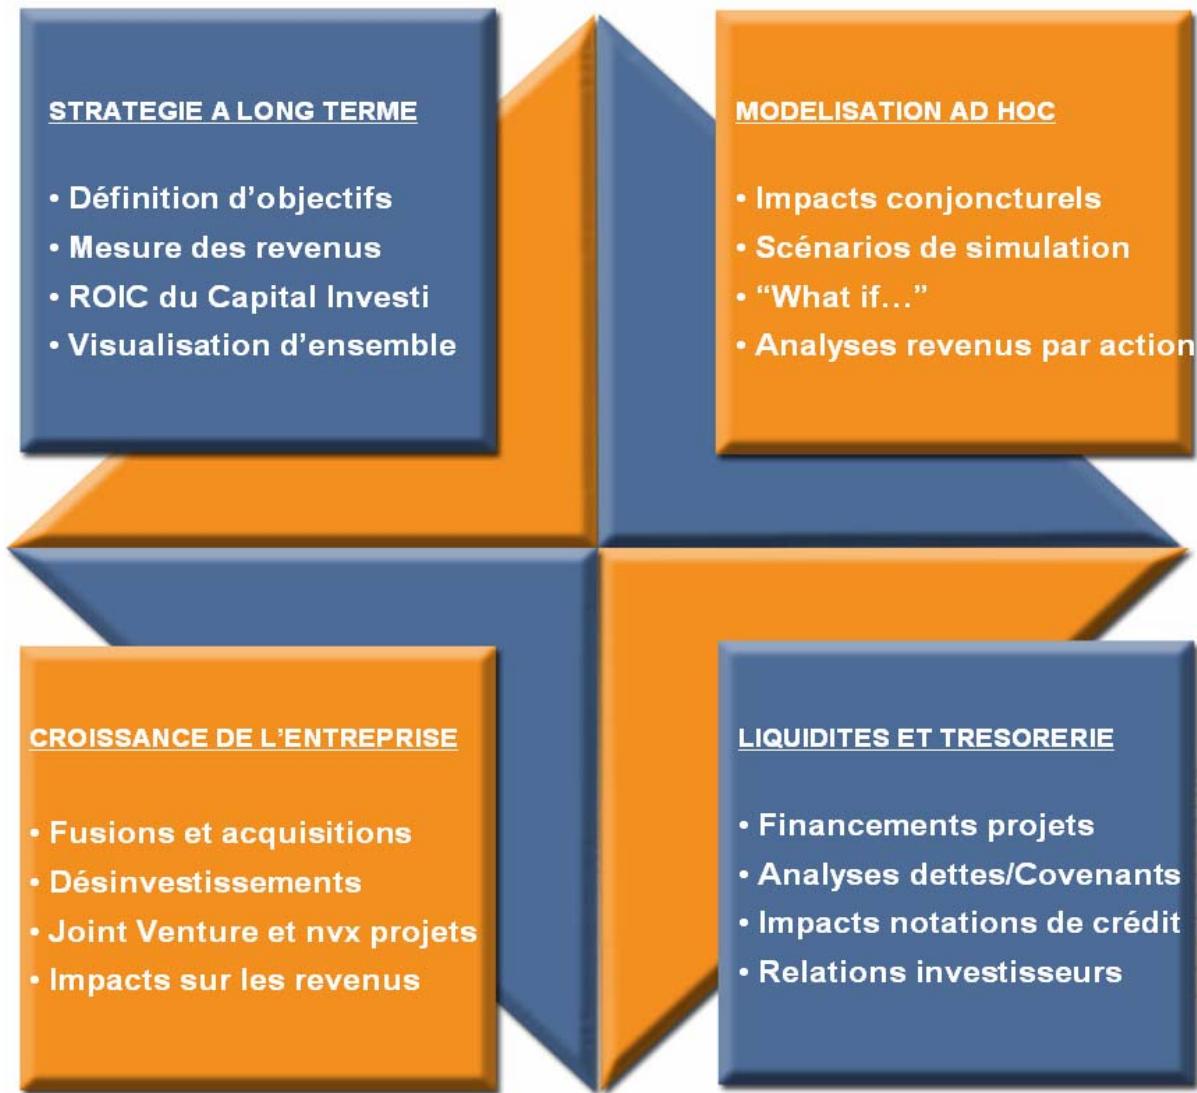 STRATEGIE A LONG TERME
• Définition d’objectifs
• Mesure des revenus
• ROIC du Capital Investi
• Visualisation d’ensemble
MODELISATION AD HOC
• Impacts conjoncturels
• Scénarios de simulation
• “What if…”
• Analyses revenus par action
CROISSANCE DE L’ENTREPRISE
• Fusions et acquisitions
• Désinvestissements
• Joint Venture et nvx projets
• Impacts sur les revenus
LIQUIDITES ET TRESORERIE
• Financements projets
• Analyses dettes/Covenants
• Impacts notations de crédit
• Relations investisseurs